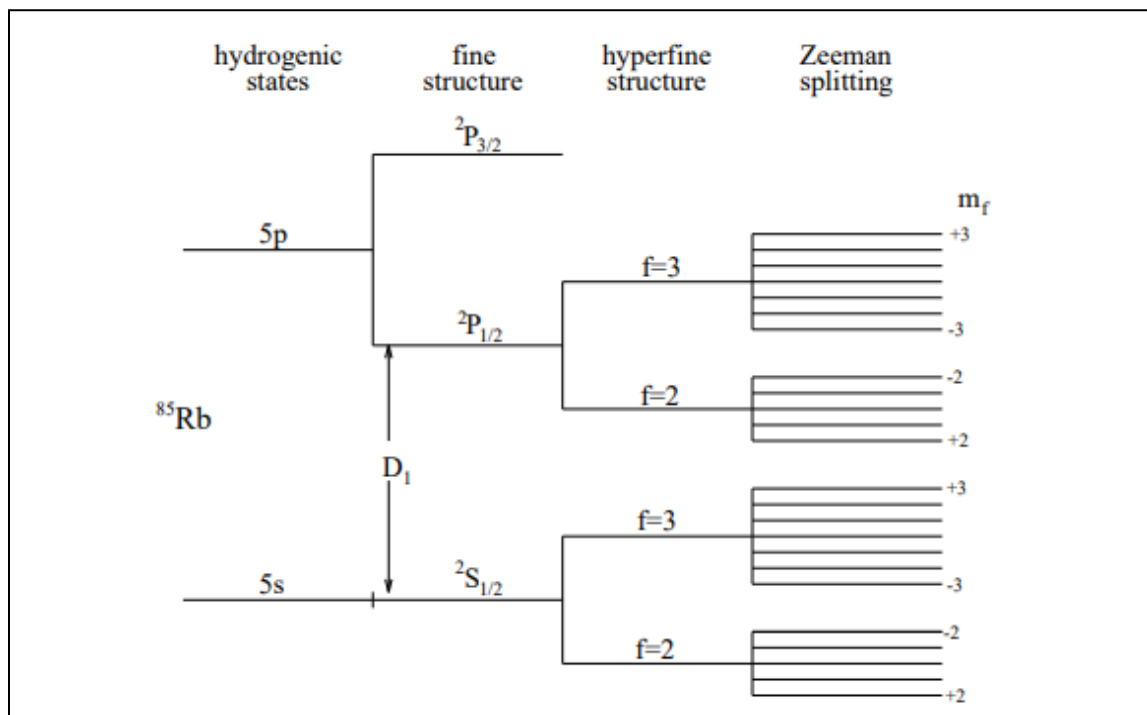 hydrogenic fine hyperfine Zeeman
states structure structure splitting
²P₃/₂
m_f
5p
+3
f=3
²P₁/₂
-3
-2
f=2
⁸⁵Rb
+2
D₁
+3
f=3
5s
²S₁/₂
-3
-2
f=2
+2